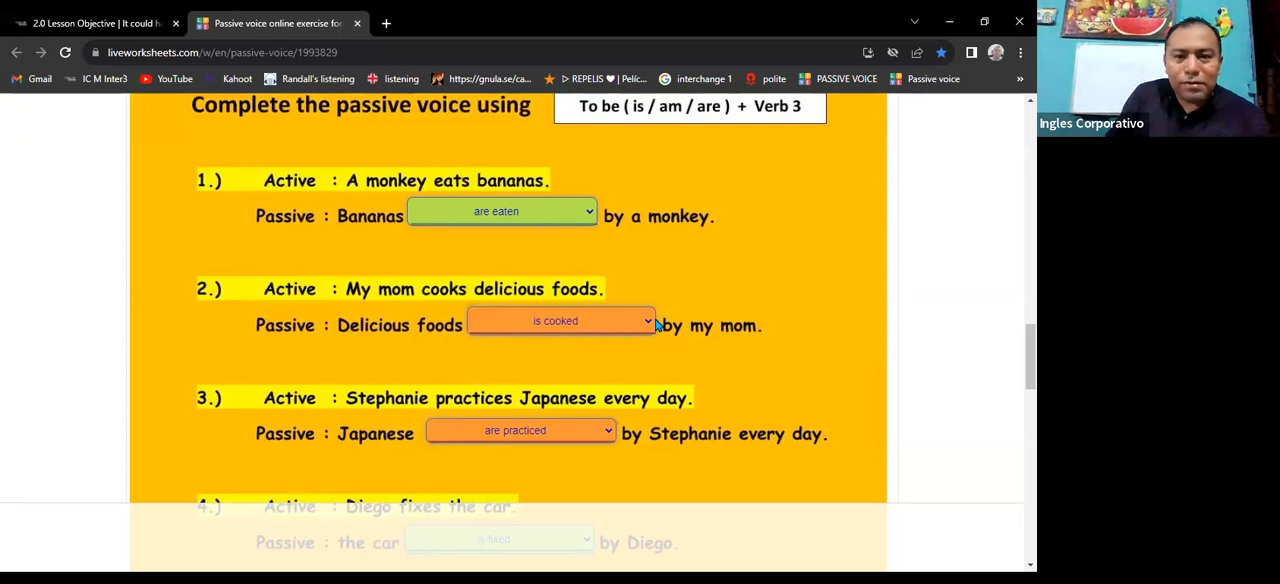 2.0 Lesson Objective | It could h
Passive voice online exercise for
liveworksheets.com/w/en/passive-voice/1993829
Gmail IC M Inter3 YouTube Kahoot Randall's listening listening https://gnula.se/ca... ▷ REPELIS ♥ | Pelíc... interchange 1 polite PASSIVE VOICE Passive voice »
Ingles Corporativo
Complete the passive voice using To be ( is / am / are ) + Verb 3
1.) Active : A monkey eats bananas.
Passive : Bananas are eaten by a monkey.
2.) Active : My mom cooks delicious foods.
Passive : Delicious foods is cooked by my mom.
3.) Active : Stephanie practices Japanese every day.
Passive : Japanese are practiced by Stephanie every day.
4.) Active : Diego fixes the car.
Passive : the car is fixed by Diego.